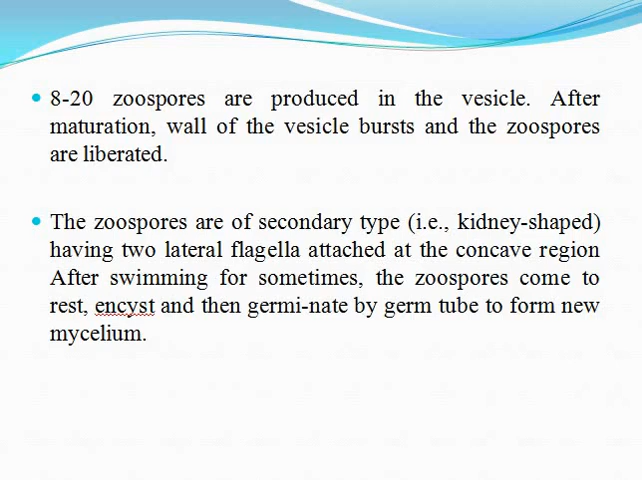 8-20 zoospores are produced in the vesicle. After
maturation, wall of the vesicle bursts and the zoospores
are liberated.
The zoospores are of secondary type (i.e., kidney-shaped)
having two lateral flagella attached at the concave region
After swimming for sometimes, the zoospores come to
rest, encyst and then germi-nate by germ tube to form new
mycelium.